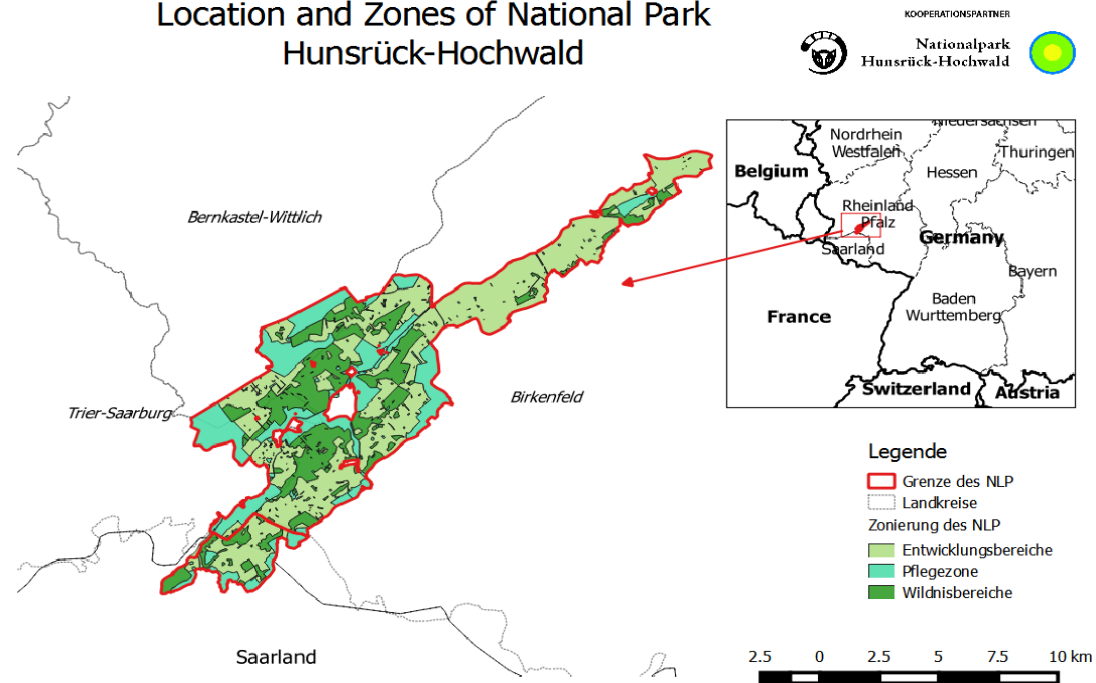 Location and Zones of National Park
Hunsrück-Hochwald
KOOPERATIONSPARTNER
Nationalpark
Hunsrück-Hochwald
Bernkastel-Wittlich
Trier-Saarburg
Birkenfeld
Saarland
Niedersachsen
Nordrhein
Westfalen
Thuringen
Belgium
Hessen
Rheinland
Pfalz
Germany
Saarland
Bayern
Baden
Wurttemberg
France
Switzerland
Austria
Legende
Grenze des NLP
Landkreise
Zonierung des NLP
Entwicklungsbereiche
Pflegezone
Wildnisbereiche
2.5 0 2.5 5 7.5 10 km